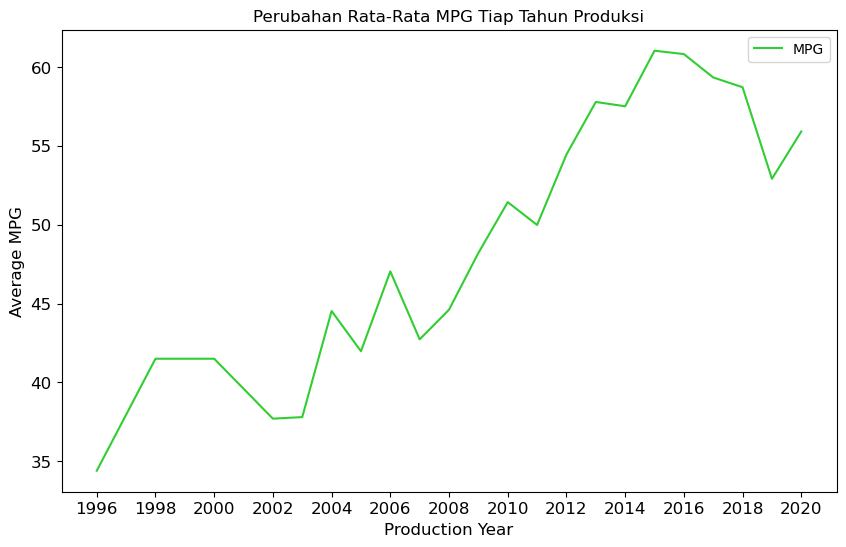 Perubahan Rata-Rata MPG Tiap Tahun Produksi
MPG
60
55
50
45
40
35
Average MPG
1996 1998 2000 2002 2004 2006 2008 2010 2012 2014 2016 2018 2020
Production Year